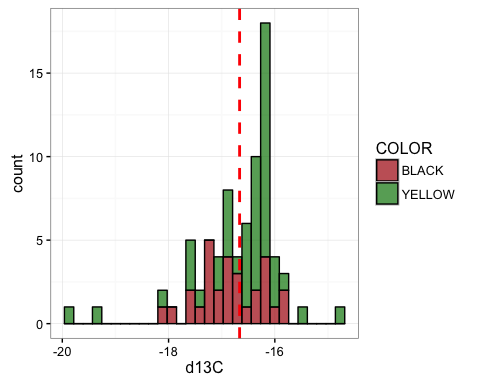 15
10
5
0
count
-20 -18 -16
d13C
COLOR
BLACK
YELLOW